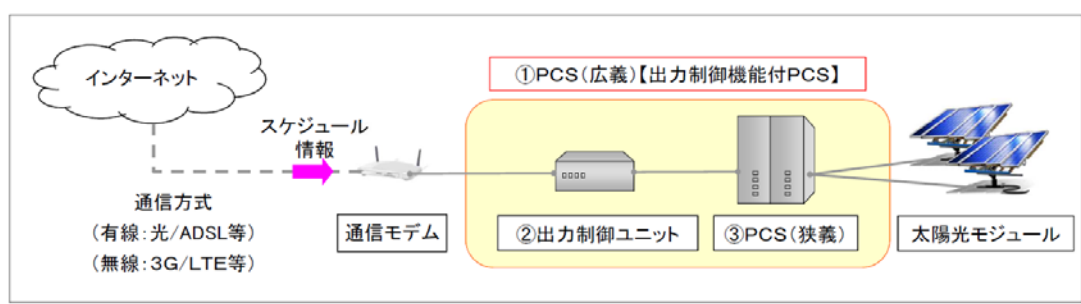 インターネット
①PCS(広義)【出力制御機能付PCS】
スケジュール
情報
通信方式
(有線:光/ADSL等)
(無線:3G/LTE等)
通信モデム
②出力制御ユニット
③PCS(狭義)
太陽光モジュール